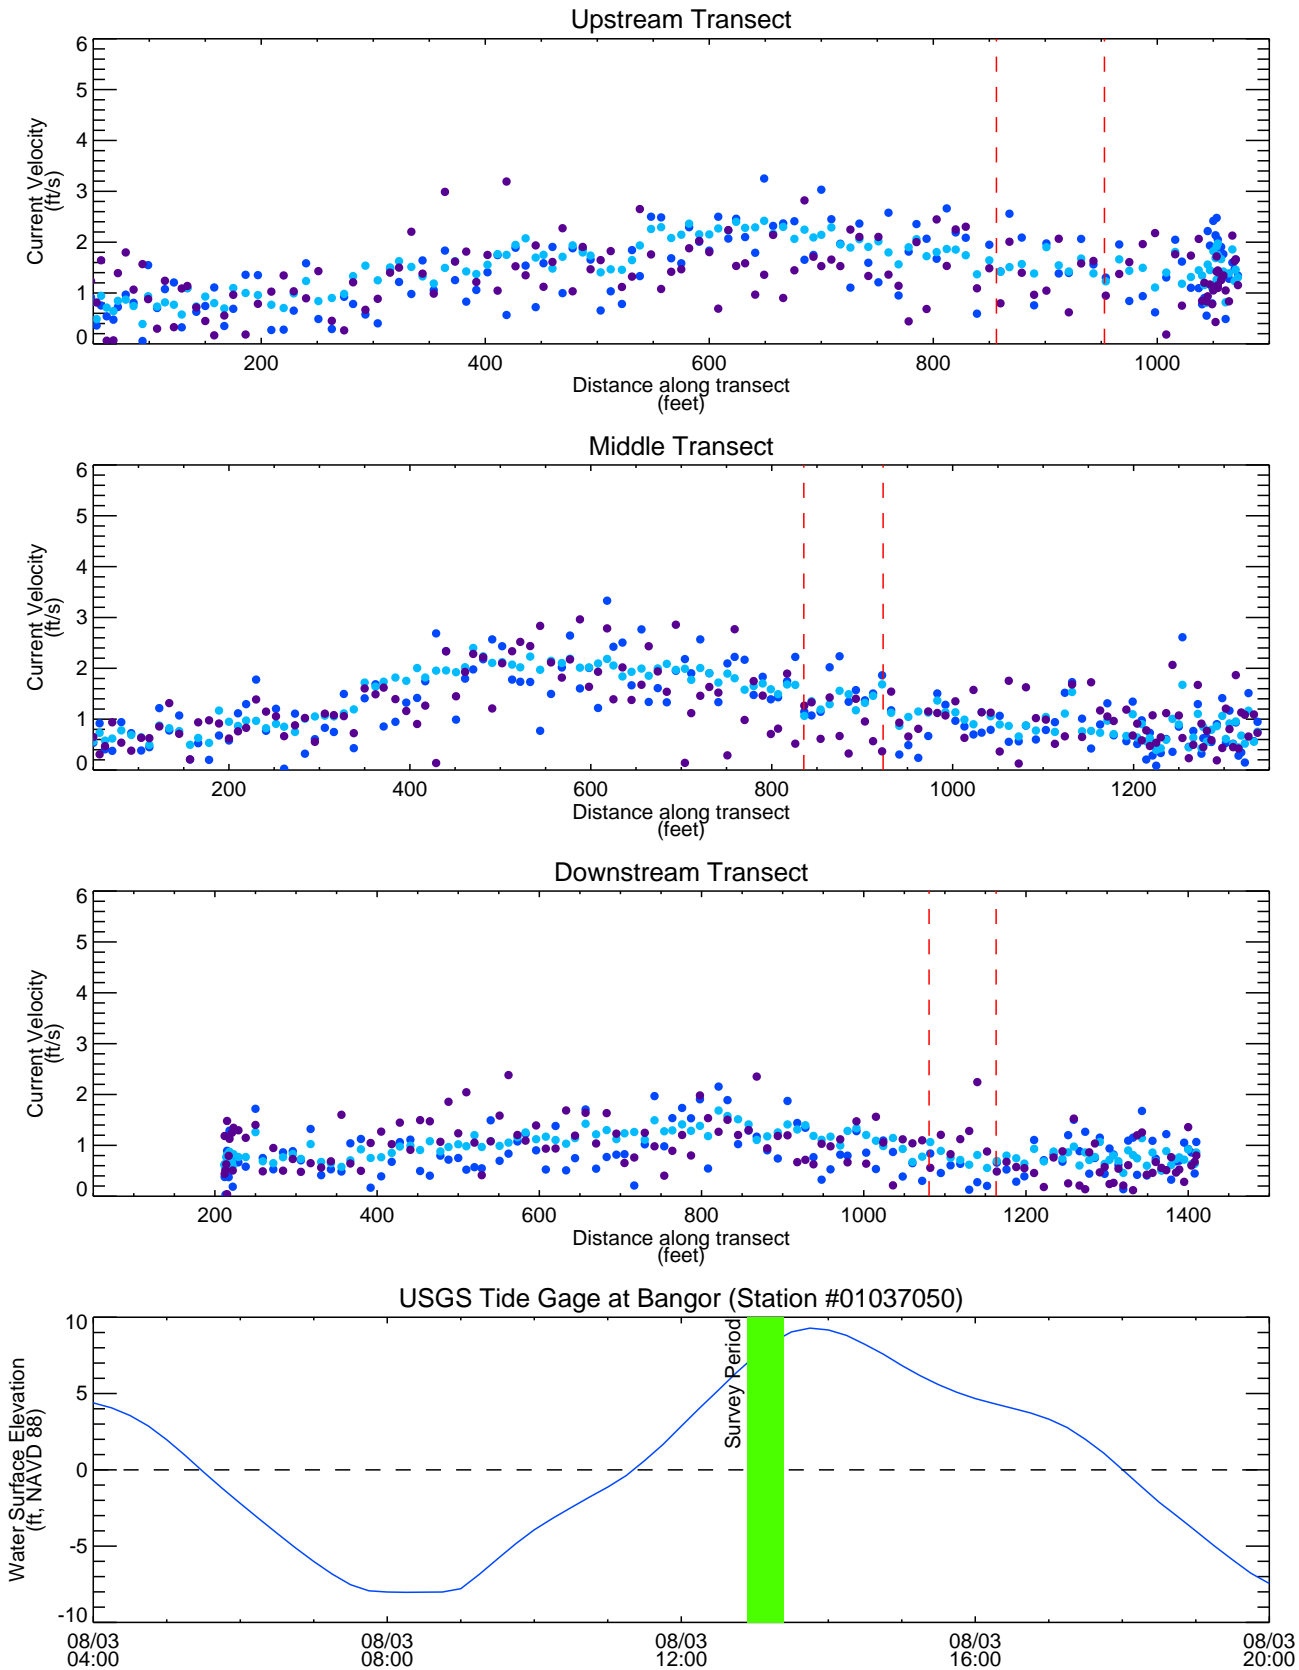 Upstream Transect
6
5
4
3
2
1
0
Current Velocity
(ft/s)
200
400
600
800
1000
Distance along transect
(feet)
Middle Transect
6
5
4
3
2
1
0
Current Velocity
(ft/s)
200
400
600
800
1000
1200
Distance along transect
(feet)
Downstream Transect
6
5
4
3
2
1
0
Current Velocity
(ft/s)
200
400
600
800
1000
1200
1400
Distance along transect
(feet)
USGS Tide Gage at Bangor (Station #01037050)
10
5
0
-5
-10
Water Surface Elevation
(ft, NAVD 88)
Survey Period
08/03
04:00
08/03
08:00
08/03
12:00
08/03
16:00
08/03
20:00